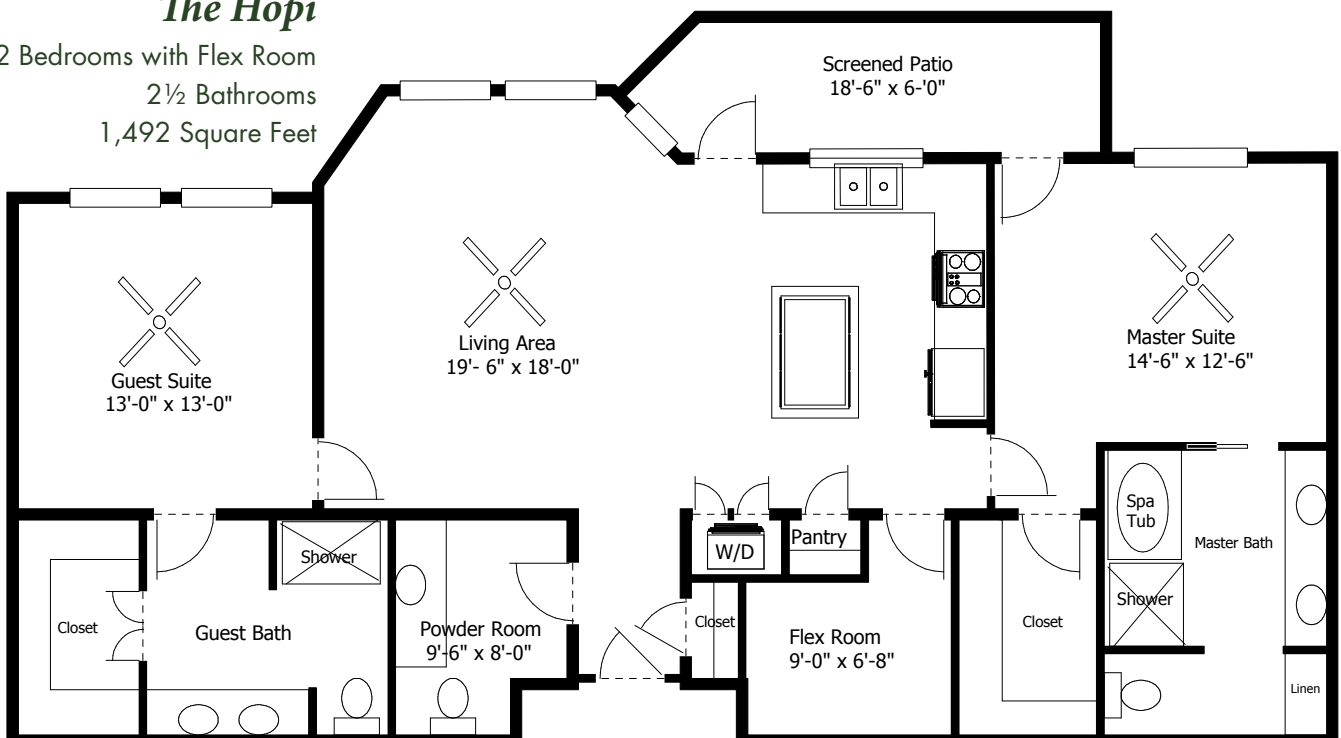 The Hopi
2 Bedrooms with Flex Room
2½ Bathrooms
1,492 Square Feet
Screened Patio
18'-6" x 6-'0"
Living Area
19'- 6" x 18'-0"
Master Suite
14'-6" x 12'-6"
Guest Suite
13'-0" x 13'-0"
Spa
Tub
Master Bath
Shower
W/D
Pantry
Shower
Closet
Guest Bath
Powder Room
9'-6" x 8'-0"
Closet
Flex Room
9'-0" x 6'-8"
Closet
Linen